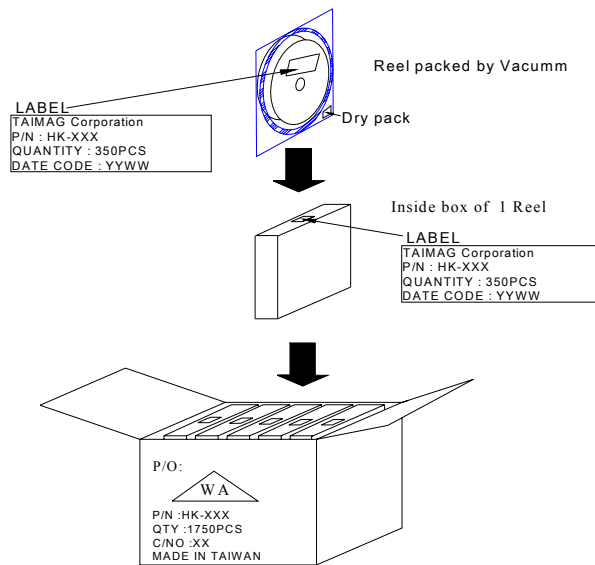 Reel packed by Vacumm
LABEL
TAIMAG Corporation
P/N : HK-XXX
QUANTITY : 350PCS
DATE CODE : YYWW
Dry pack
Inside box of 1 Reel
LABEL
TAIMAG Corporation
P/N : HK-XXX
QUANTITY : 350PCS
DATE CODE : YYWW
P/O:
WA
P/N :HK-XXX
QTY :1750PCS
C/NO :XX
MADE IN TAIWAN